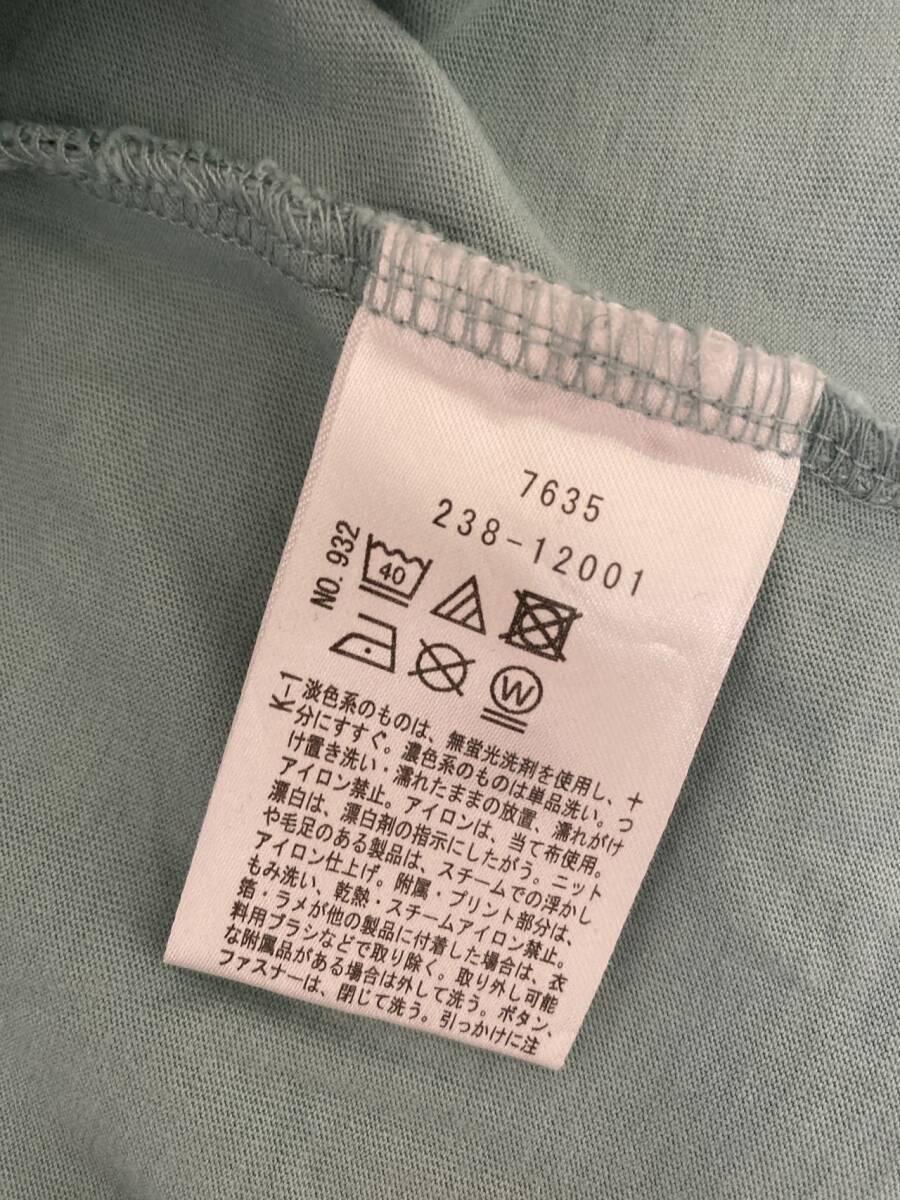 7635
238-12001
NO. 932
40
W
K-1
淡色系のものは、無蛍光洗剤を使用し、十
分にすすぐ。濃色系のものは単品洗い。つ
け置き洗い・濡れたままの放置、濡れがけ
アイロン禁止。アイロンは、当て布使用。
漂白は、漂白剤の指示にしたがう。ニット
や毛足のある製品は、スチームでの浮かし
アイロン仕上げ。附属・プリント部分は、
もみ洗い、乾熱・スチームアイロン禁止。
箔・ラメが他の製品に付着した場合は、衣
料用ブラシなどで取り除く。取り外し可能
な附属品がある場合は外して洗う。ボタン、
ファスナーは、閉じて洗う。引っかけに注